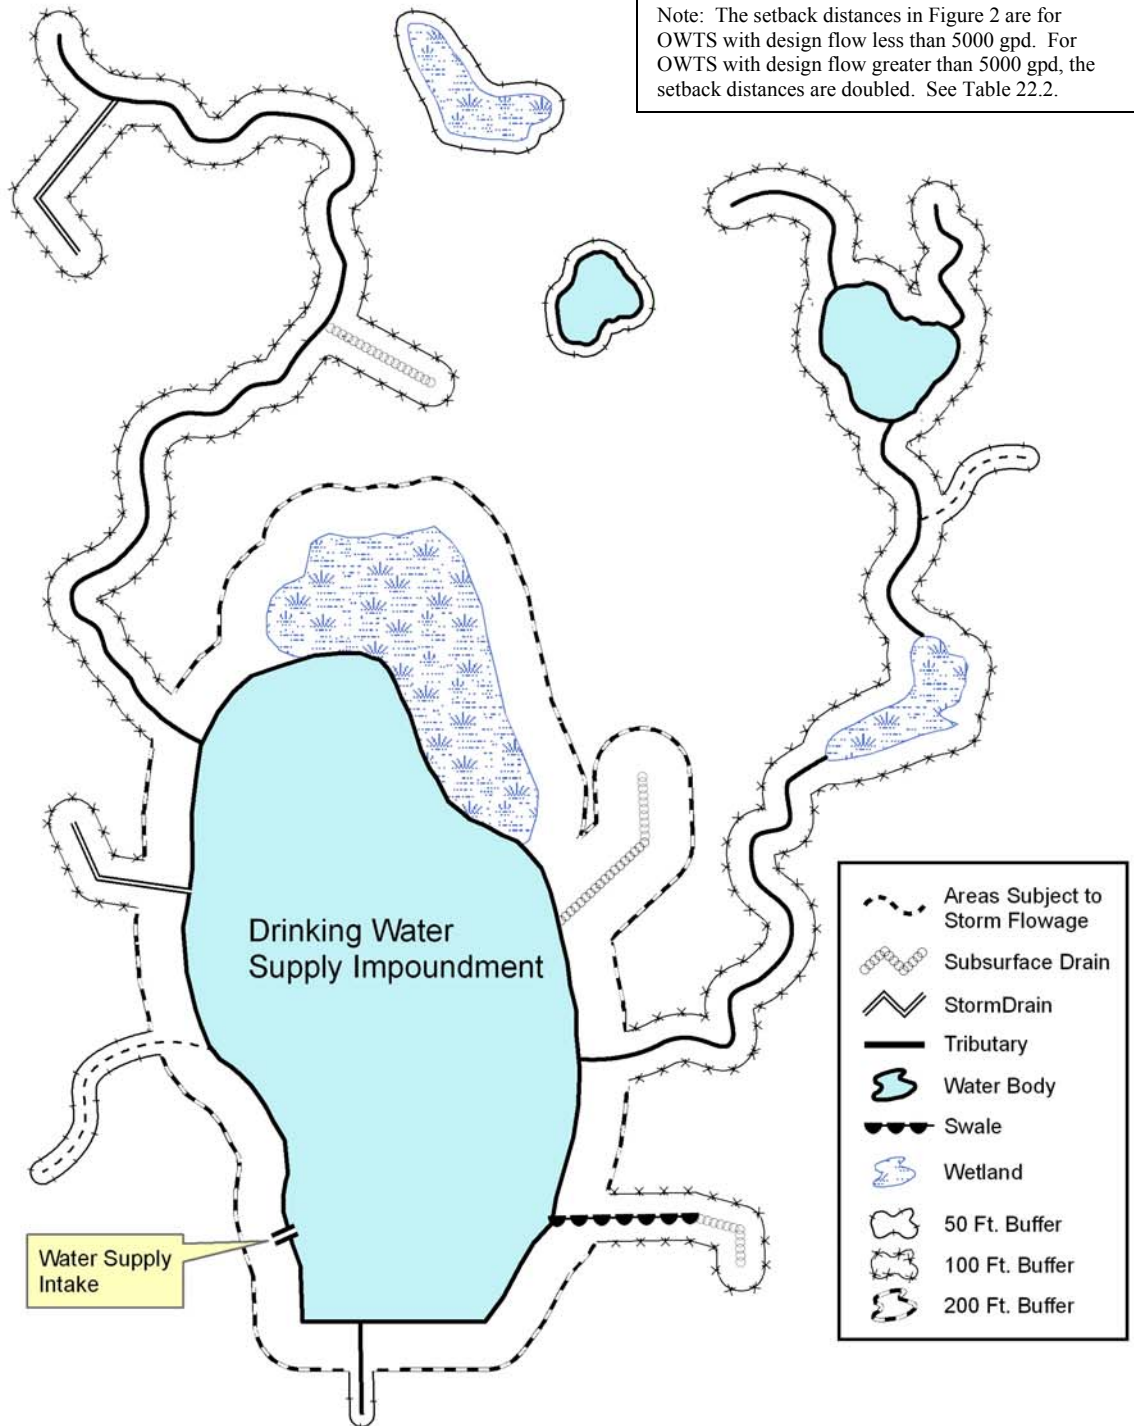 Note:  The setback distances in Figure 2 are for
OWTS with design flow less than 5000 gpd.  For
OWTS with design flow greater than 5000 gpd, the
setback distances are doubled.  See Table 22.2.
Drinking Water
Supply Impoundment
Water Supply
Intake
Areas Subject to
Storm Flowage
Subsurface Drain
StormDrain
Tributary
Water Body
Swale
Wetland
50 Ft. Buffer
100 Ft. Buffer
200 Ft. Buffer